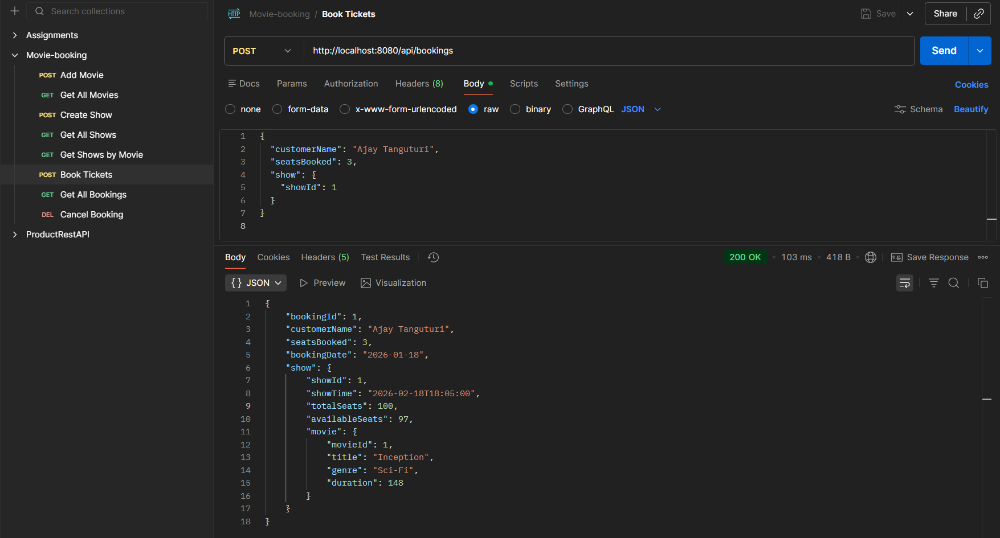 Search collections
Assignments
Movie-booking
POST Add Movie
GET Get All Movies
POST Create Show
GET Get All Shows
GET Get Shows by Movie
POST Book Tickets
GET Get All Bookings
DEL Cancel Booking
ProductRestAPI
HTTP Movie-booking / Book Tickets
Save
Share
POST http://localhost:8080/api/bookings
Send
Docs Params Authorization Headers (8) Body Scripts Settings
Cookies
none form-data x-www-form-urlencoded raw binary GraphQL JSON
Schema Beautify
1 {
2 "customerName": "Ajay Tanguturi",
3 "seatsBooked": 3,
4 "show": {
5 "showId": 1
6 }
7 }
8
Body Cookies Headers (5) Test Results
200 OK • 103 ms • 418 B •
e.g. Save Response
{} JSON Preview Visualization
1 {
2 "bookingId": 1,
3 "customerName": "Ajay Tanguturi",
4 "seatsBooked": 3,
5 "bookingDate": "2026-01-18",
6 "show": {
7 "showId": 1,
8 "showTime": "2026-02-18T18:05:00",
9 "totalSeats": 100,
10 "availableSeats": 97,
11 "movie": {
12 "movieId": 1,
13 "title": "Inception",
14 "genre": "Sci-Fi",
15 "duration": 148
16 }
17 }
18 }